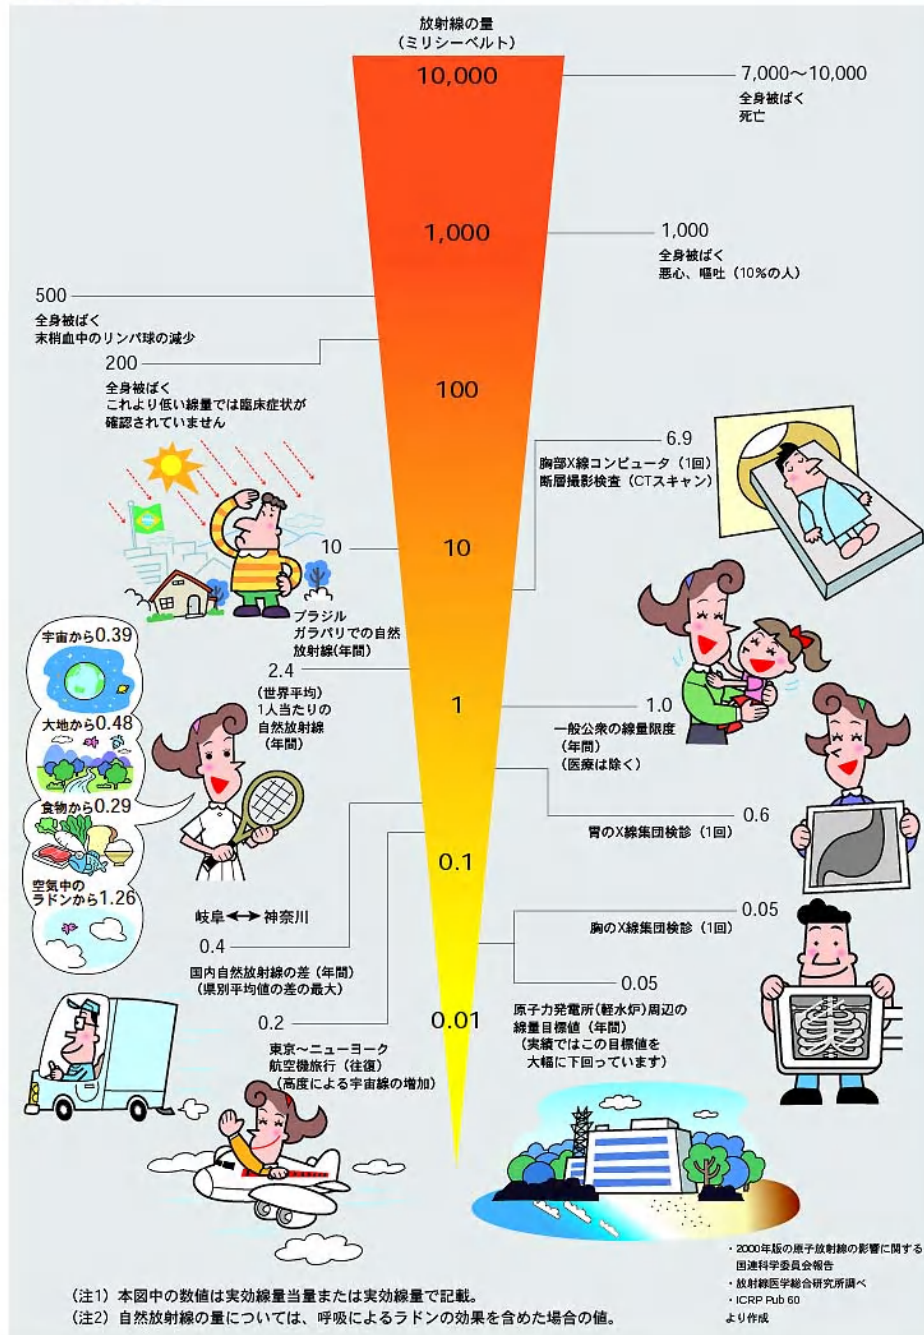 放射線の量
(ミリシーベルト)
10,000
7,000～10,000
全身被ばく
死亡
1,000
1,000
全身被ばく
悪心、嘔吐（10%の人）
500
全身被ばく
末梢血中のリンパ球の減少
200
全身被ばく
これより低い線量では臨床症状が
確認されていません
100
6.9
胸部X線コンピュータ（1回）
断層撮影検査（CTスキャン）
10
10
ブラジル
ガラパリでの自然
放射線(年間)
宇宙から0.39
大地から0.48
食物から0.29
空気中の
ラドンから1.26
2.4
(世界平均)
1人当たりの
自然放射線
(年間)
1
1.0
一般公衆の線量限度
(年間)
(医療は除く)
0.6
胃のX線集団検診（1回）
0.1
岐阜⟷神奈川
0.4
国内自然放射線の差（年間）
(県別平均値の差の最大)
0.05
胸のX線集団検診（1回）
0.05
原子力発電所(軽水炉)周辺の
線量目標値（年間）
(実績ではこの目標値を
大幅に下回っています)
0.01
0.2
東京～ニューヨーク
航空機旅行（往復）
(高度による宇宙線の増加)
・2000年版の原子放射線の影響に関する
国連科学委員会報告
・放射線医学総合研究所調べ
・ICRP Pub 60
より作成
(注1）本図中の数値は実効線量当量または実効線量で記載。
(注2）自然放射線の量については、呼吸によるラドンの効果を含めた場合の値。